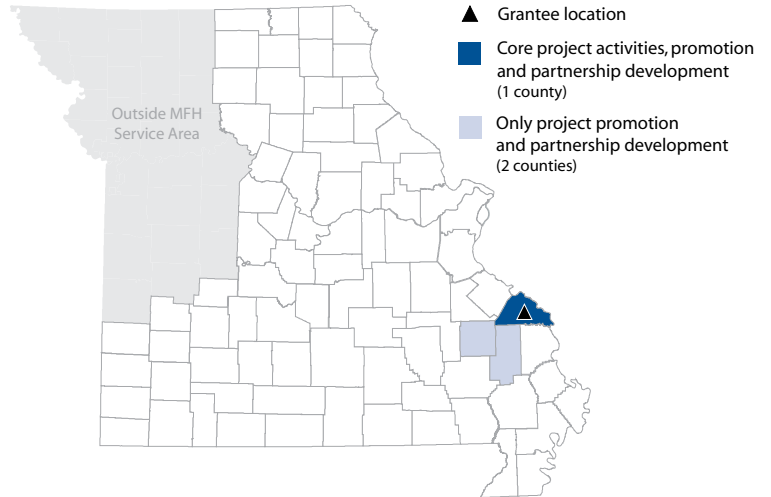 Outside MFH
Service Area
Grantee location
Core project activities, promotion
and partnership development
(1 county)
Only project promotion
and partnership development
(2 counties)